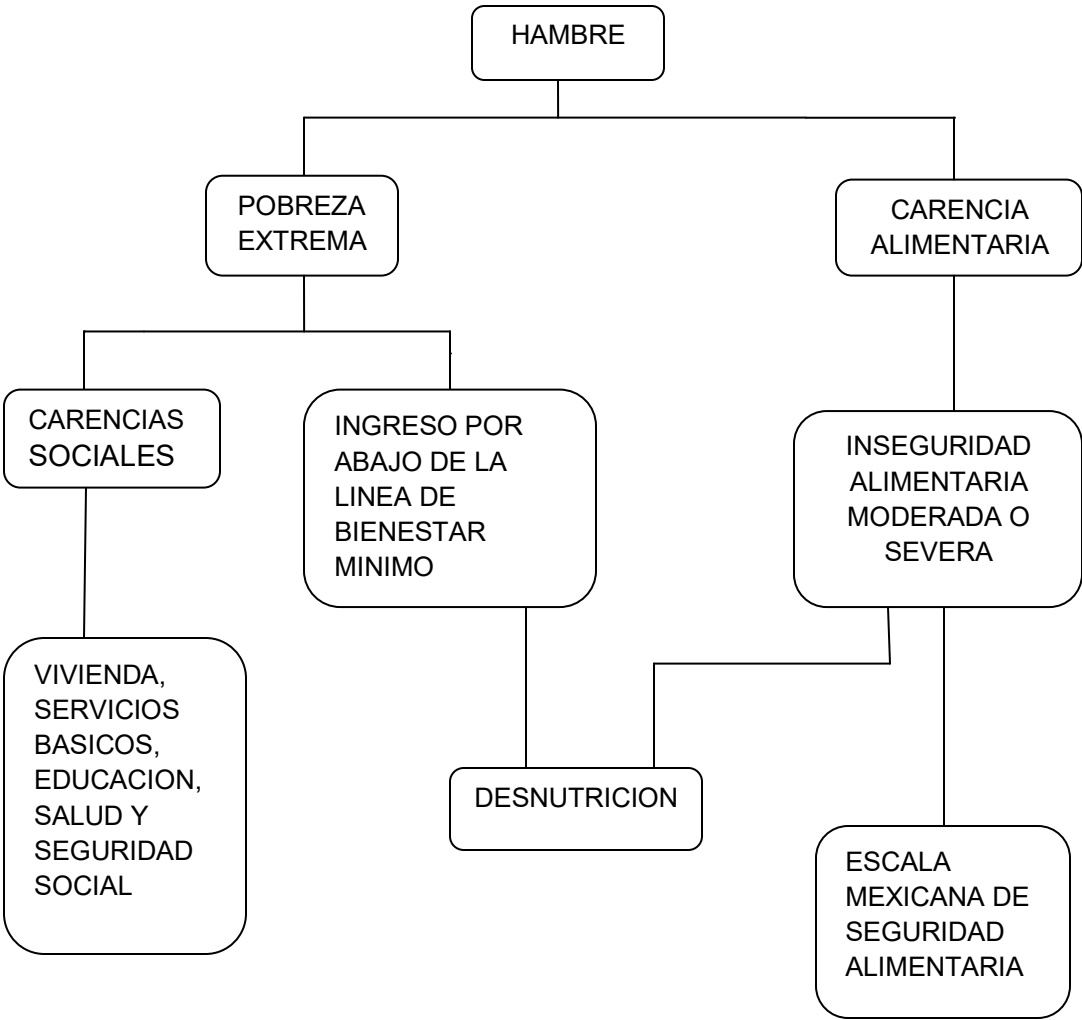 HAMBRE
POBREZA
EXTREMA
CARENCIA
ALIMENTARIA
CARENCIAS
SOCIALES
INGRESO POR
ABAJO DE LA
LINEA DE
BIENESTAR
MINIMO
INSEGURIDAD
ALIMENTARIA
MODERADA O
SEVERA
VIVIENDA,
SERVICIOS
BASICOS,
EDUCACION,
SALUD Y
SEGURIDAD
SOCIAL
DESNUTRICION
ESCALA
MEXICANA DE
SEGURIDAD
ALIMENTARIA